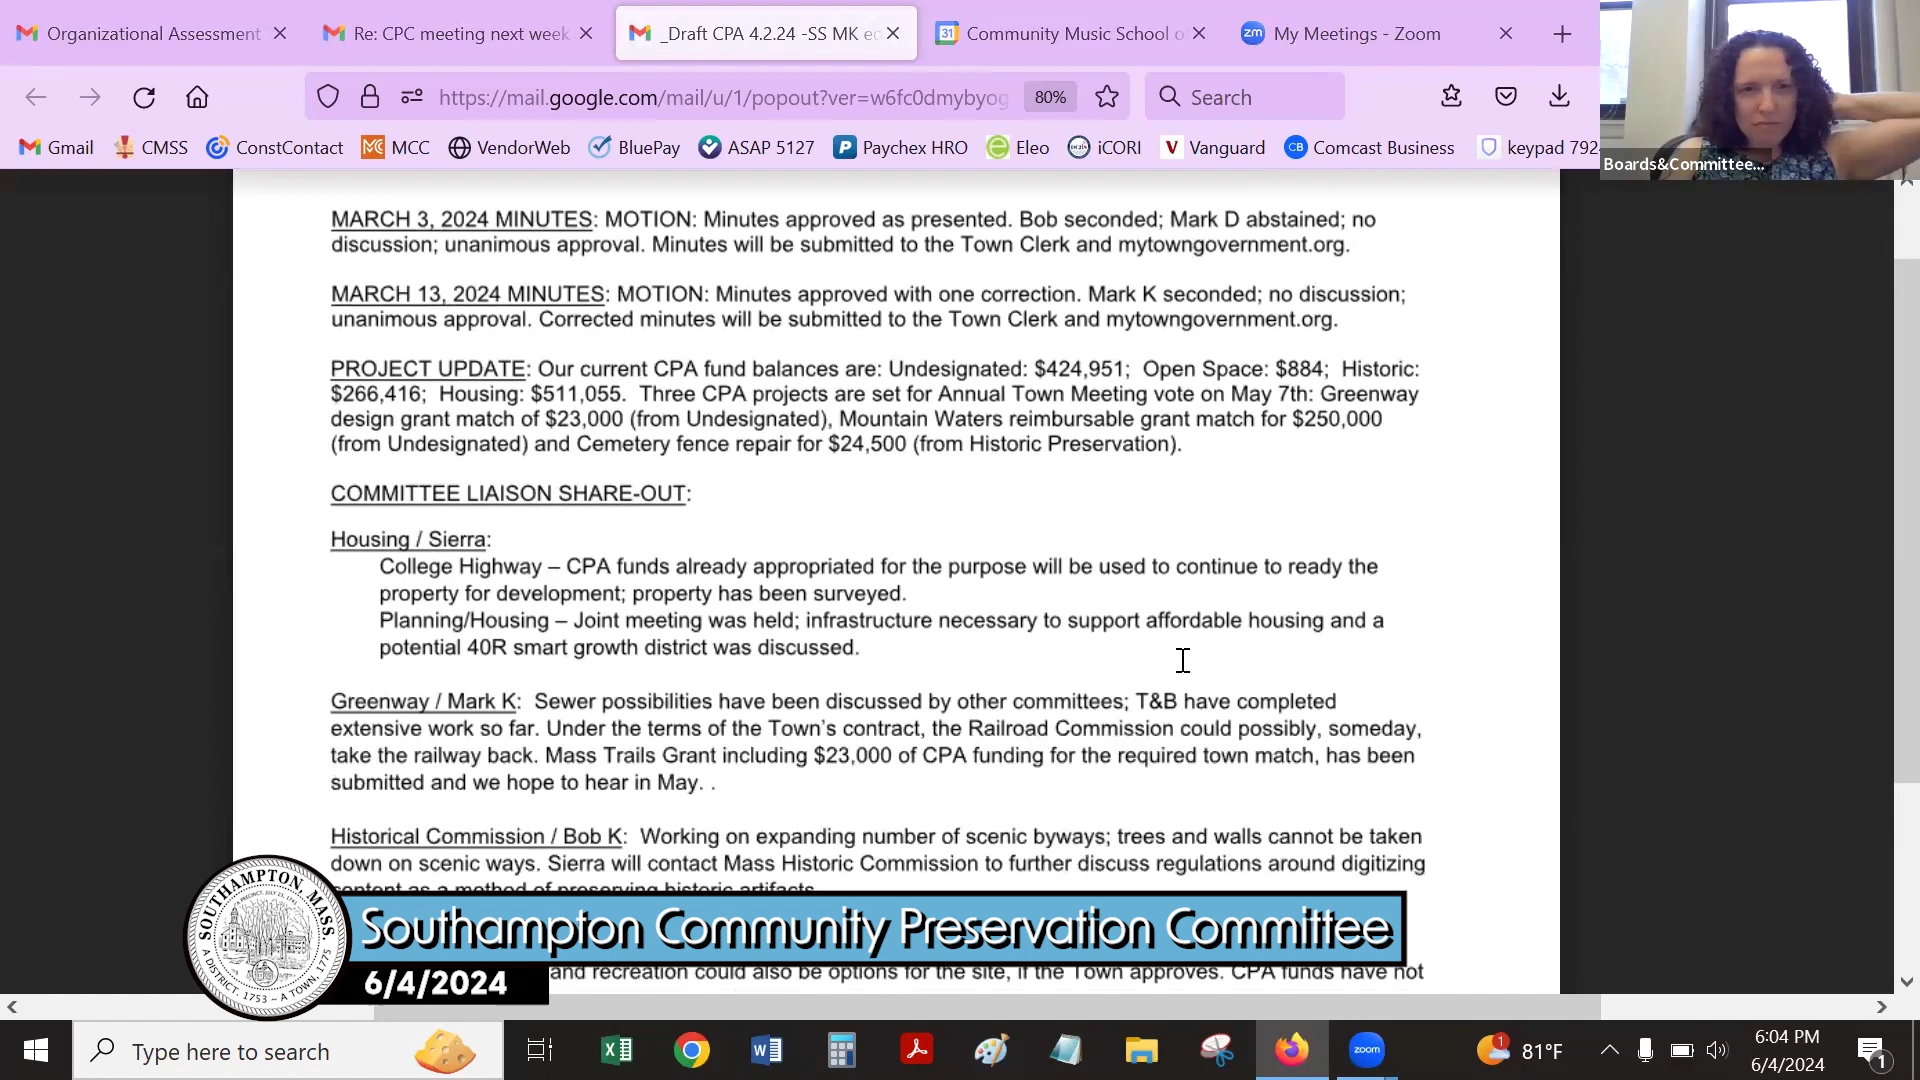 Organizational Assessment
Re: CPC meeting next week
_Draft CPA 4.2.24 -SS MK
Community Music School
My Meetings - Zoom
https://mail.google.com/mail/u/1/popout?ver=w6fc0dmybyog
80%
Search
Gmail
CMSS
ConstContact
MCC
VendorWeb
BluePay
ASAP 5127
Paychex HRO
Eleo
iCORI
Vanguard
Comcast Business
keypad 792
Boards&Committee...
MARCH 3, 2024 MINUTES: MOTION: Minutes approved as presented. Bob seconded; Mark D abstained; no
discussion; unanimous approval. Minutes will be submitted to the Town Clerk and mytowngovernment.org.
MARCH 13, 2024 MINUTES: MOTION: Minutes approved with one correction. Mark K seconded; no discussion;
unanimous approval. Corrected minutes will be submitted to the Town Clerk and mytowngovernment.org.
PROJECT UPDATE: Our current CPA fund balances are: Undesignated: $424,951; Open Space: $884; Historic:
$266,416; Housing: $511,055. Three CPA projects are set for Annual Town Meeting vote on May 7th: Greenway
design grant match of $23,000 (from Undesignated), Mountain Waters reimbursable grant match for $250,000
(from Undesignated) and Cemetery fence repair for $24,500 (from Historic Preservation).
COMMITTEE LIAISON SHARE-OUT:
Housing / Sierra:
College Highway – CPA funds already appropriated for the purpose will be used to continue to ready the
property for development; property has been surveyed.
Planning/Housing – Joint meeting was held; infrastructure necessary to support affordable housing and a
potential 40R smart growth district was discussed.
Greenway / Mark K: Sewer possibilities have been discussed by other committees; T&B have completed
extensive work so far. Under the terms of the Town's contract, the Railroad Commission could possibly, someday,
take the railway back. Mass Trails Grant including $23,000 of CPA funding for the required town match, has been
submitted and we hope to hear in May. .
Historical Commission / Bob K: Working on expanding number of scenic byways; trees and walls cannot be taken
down on scenic ways. Sierra will contact Mass Historic Commission to further discuss regulations around digitizing
content as a method of preserving historic artifacts.
and recreation could also be options for the site, if the Town approves. CPA funds have not
SOUTHAMPTON, MASS.
A DISTRICT, 1753 – A TOWN, 1775
Southampton Community Preservation Committee
6/4/2024
Type here to search
zoom
81°F
6:04 PM
6/4/2024